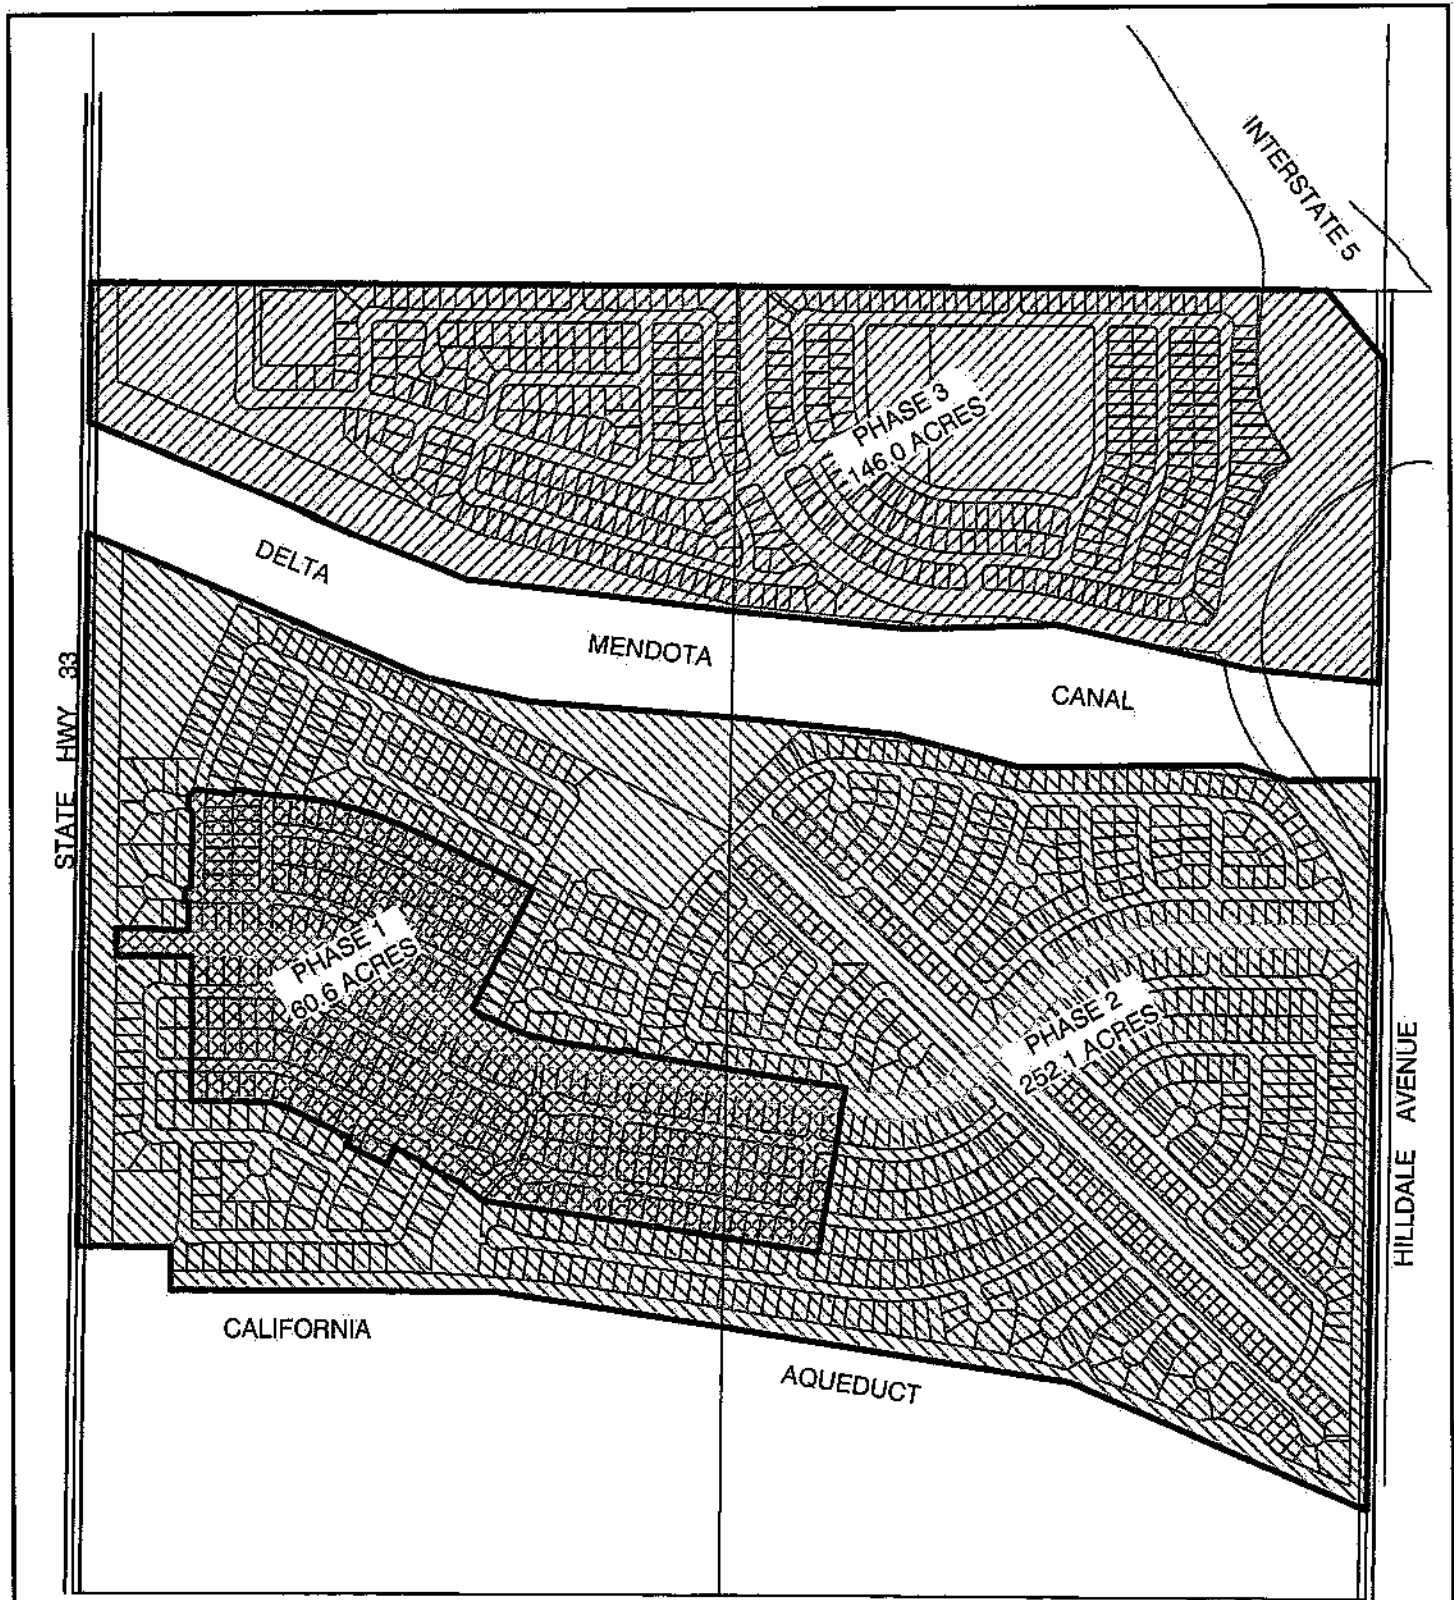 INTERSTATE 5
PHASE 3
146.0 ACRES
DELTA
MENDOTA
CANAL
STATE HWY 33
PHASE 1
60.6 ACRES
PHASE 2
252.1 ACRES
HILLDALE AVENUE
CALIFORNIA
AQUEDUCT